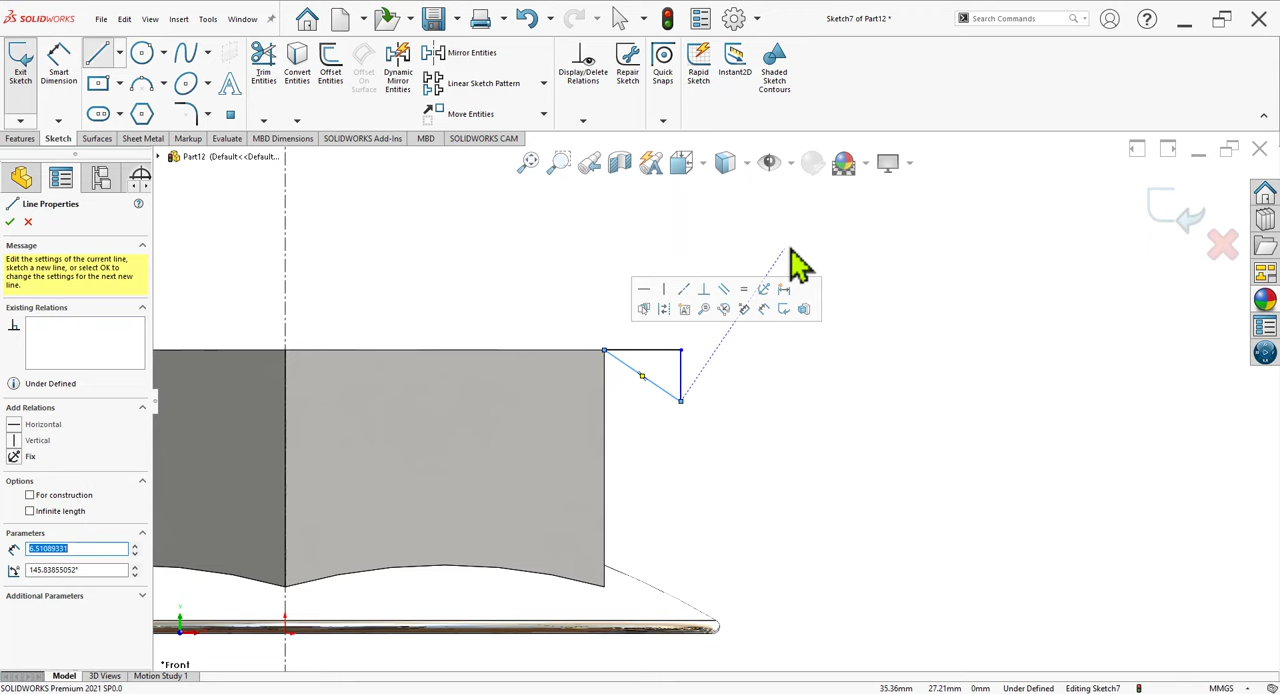 SOLIDWORKS
File Edit View Insert Tools Window
Sketch7 of Part12 *
Search Commands
Exit Sketch
Smart Dimension
Trim Entities
Convert Entities
Offset Entities
Offset On Surface
Dynamic Mirror Entities
Mirror Entities
Linear Sketch Pattern
Move Entities
Display/Delete Relations
Repair Sketch
Quick Snaps
Rapid Sketch
Instant2D
Shaded Sketch Contours
Features Sketch Surfaces Sheet Metal Markup Evaluate MBD Dimensions SOLIDWORKS Add-Ins MBD SOLIDWORKS CAM
Part12 (Default<<Default...
Line Properties
Message
Edit the settings of the current line, sketch a new line, or select OK to change the settings for the next new line.
Existing Relations
Under Defined
Add Relations
Horizontal
Vertical
Fix
Options
For construction
Infinite length
Parameters
6.51089331
145.83855052°
Additional Parameters
Y
*Front
Model 3D Views Motion Study 1
SOLIDWORKS Premium 2021 SP0.0
35.36mm 27.21mm 0mm Under Defined Editing Sketch7 MMGS